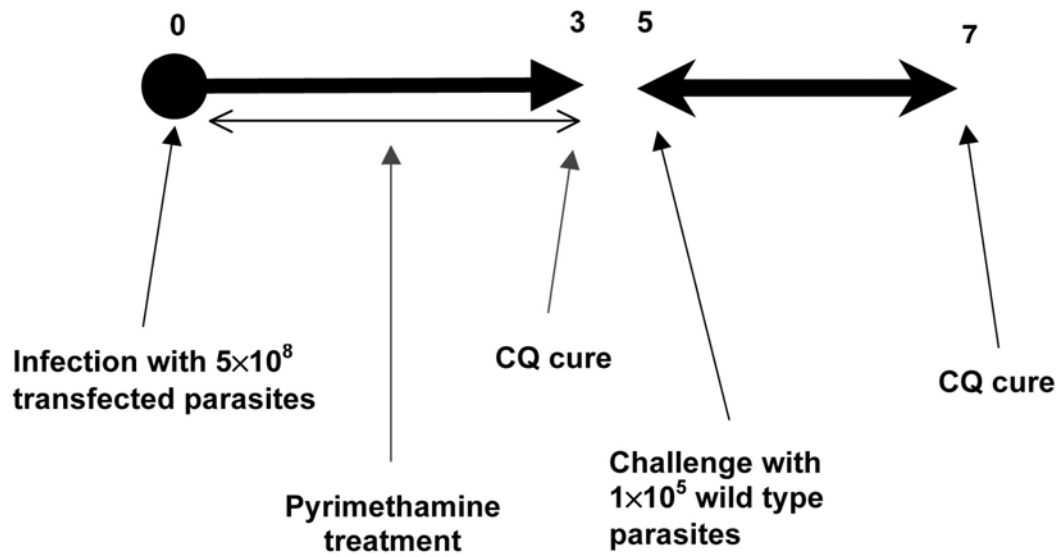 0
3
5
7
Infection with 5×10⁸
transfected parasites
CQ cure
CQ cure
Pyrimethamine
treatment
Challenge with
1×10⁵ wild type
parasites